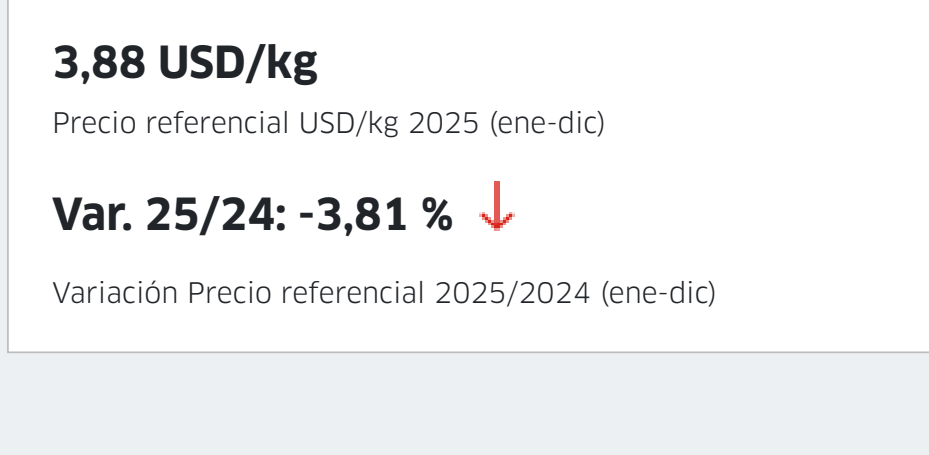 3,88 USD/kg
Precio referencial USD/kg 2025 (ene-dic)
Var. 25/24: -3,81 %
Variación Precio referencial 2025/2024 (ene-dic)